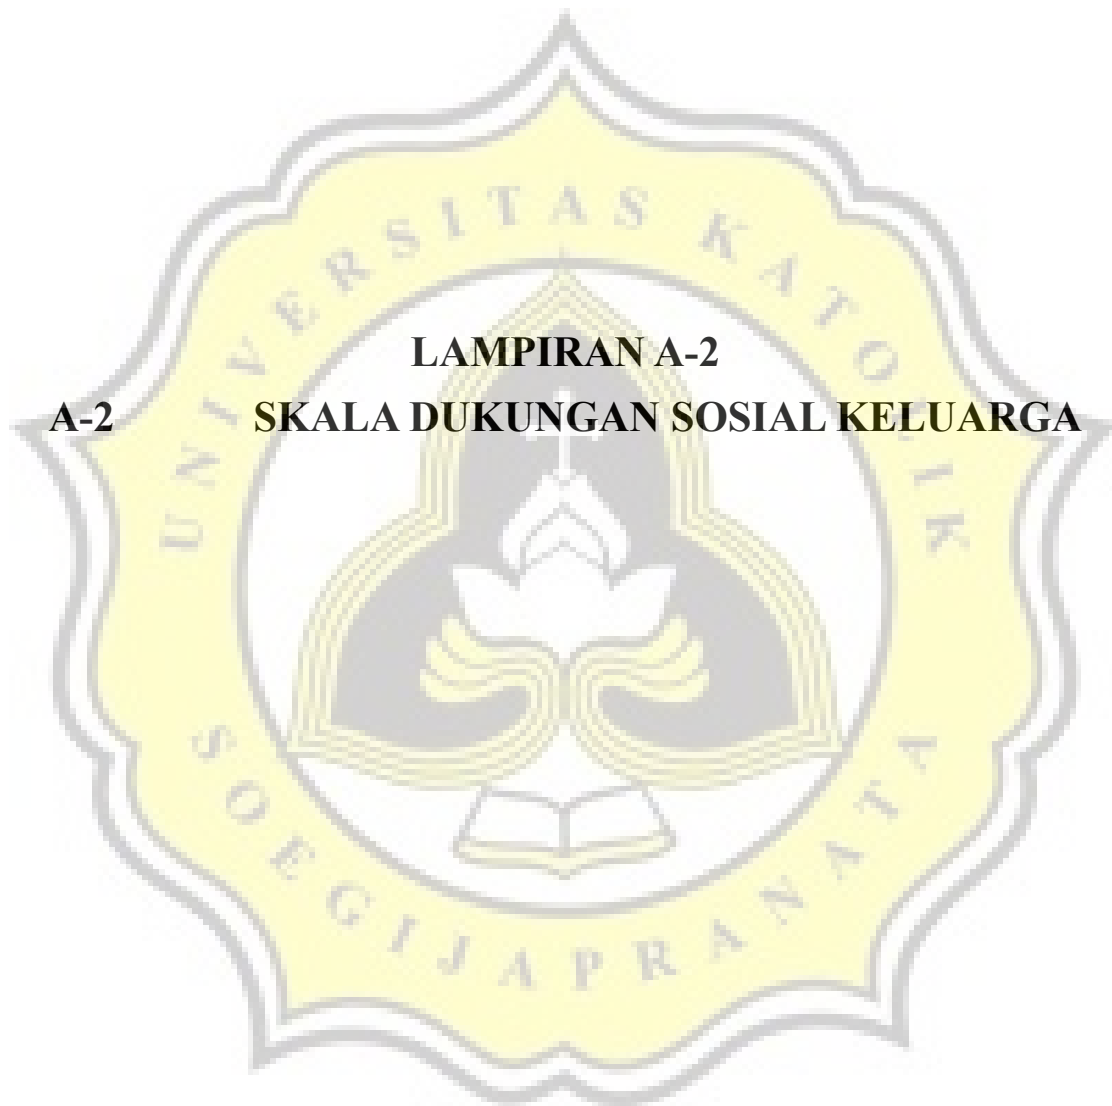 UNIVERSITAS KATOLIK
LAMPIRAN A-2
A-2 SKALA DUKUNGAN SOSIAL KELUARGA
SOEGIJAPRANATA